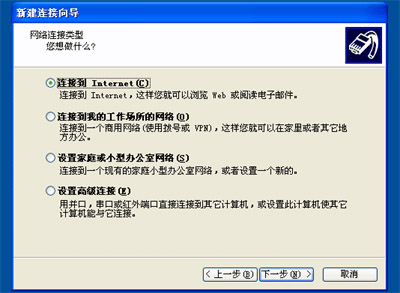 新建连接向导
网络连接类型
您想做什么?
连接到 Internet(C)
连接到 Internet,这样您就可以浏览 Web 或阅读电子邮件。
连接到我的工作场所的网络(O)
连接到一个商用网络(使用拨号或 VPN),这样您就可以在家里或者其它地
方办公。
设置家庭或小型办公室网络(S)
连接到一个现有的家庭小型办公室网络,或者设置一个新的。
设置高级连接(E)
用并口,串口或红外端口直接连接到其它计算机,或设置此计算机使其它
计算机能与它连接。
< 上一步(B) 下一步(N) > 取消